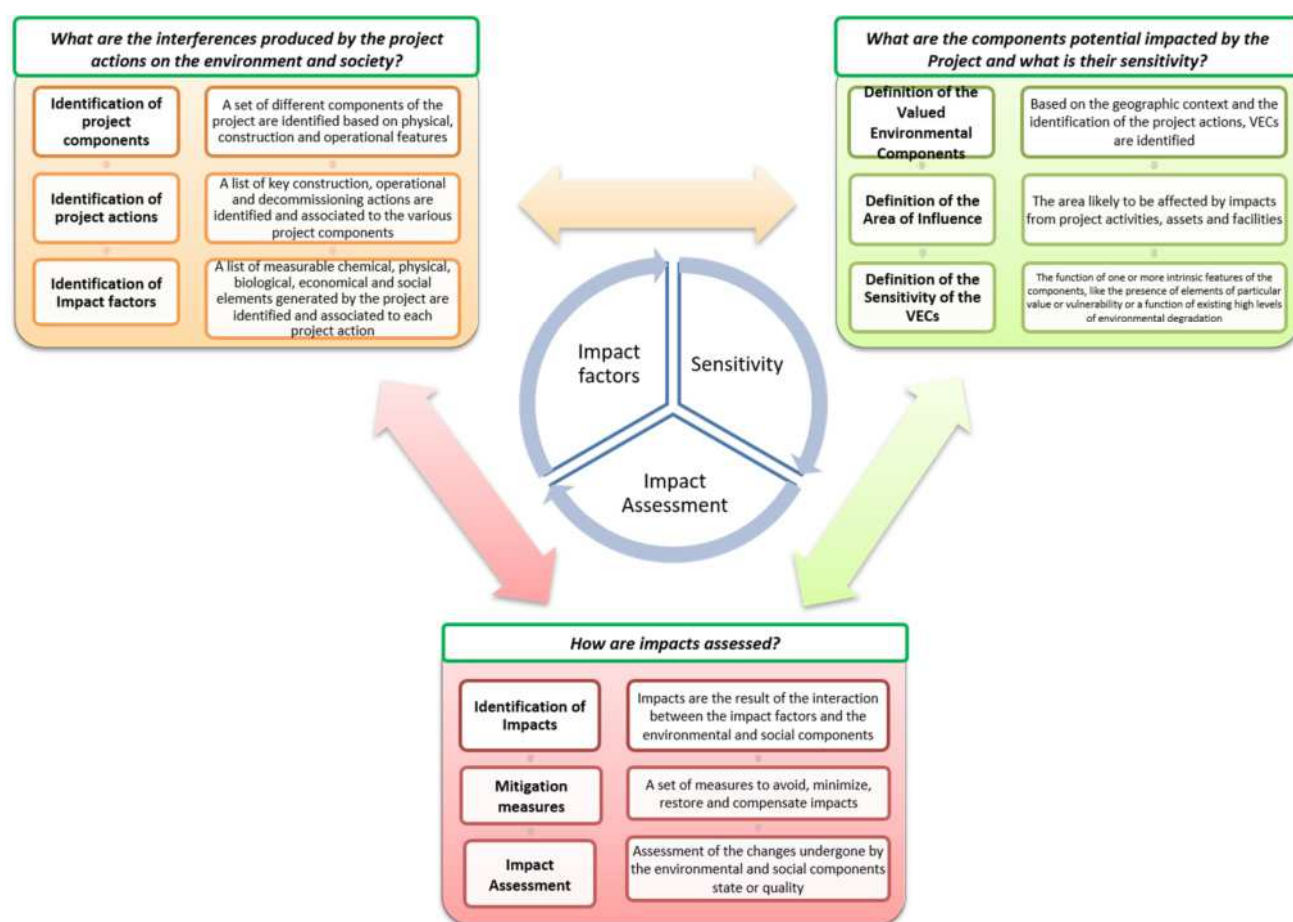 What are the interferences produced by the project
actions on the environment and society?
Identification of
project
components
A set of different components of the
project are identified based on physical,
construction and operational features
Identification of
project actions
A list of key construction, operational
and decommissioning actions are
identified and associated to the various
project components
Identification of
Impact factors
A list of measurable chemical, physical,
biological, economical and social
elements generated by the project are
identified and associated to each
project action
What are the components potential impacted by the
Project and what is their sensitivity?
Definition of the
Valued
Environmental
Components
Based on the geographic context and the
identification of the project actions, VECs
are identified
Definition of the
Area of Influence
The area likely to be affected by impacts
from project activities, assets and facilities
Definition of the
Sensitivity of the
VECs
The function of one or more intrinsic features of the
components, like the presence of elements of particular
value or vulnerability or a function of existing high levels
of environmental degradation
Impact
factors
Sensitivity
Impact
Assessment
How are impacts assessed?
Identification of
Impacts
Impacts are the result of the interaction
between the impact factors and the
environmental and social components
Mitigation
measures
A set of measures to avoid, minimize,
restore and compensate impacts
Impact
Assessment
Assessment of the changes undergone by
the environmental and social components
state or quality